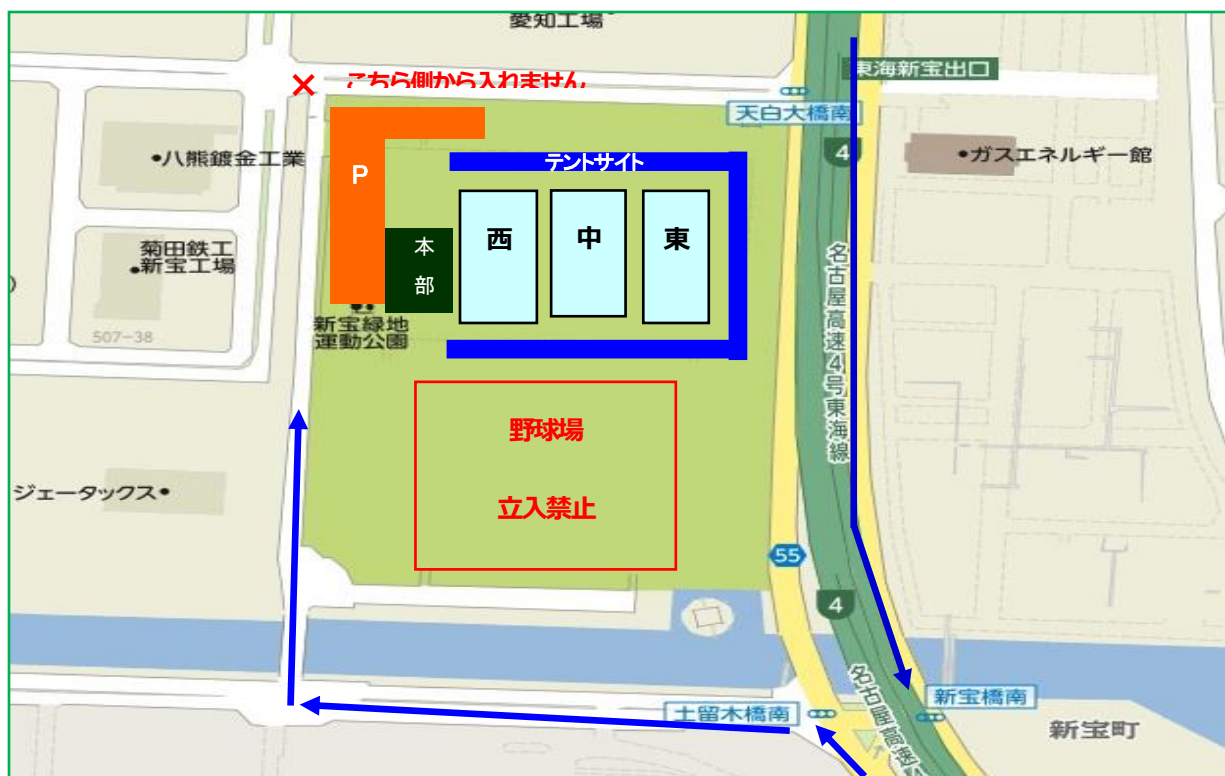 愛知工場
こちら側から入れません
東海新宝出口
天白大橋南
八熊鍍金工業
P
テントサイト
4
ガスエネルギー館
西
中
東
本
部
菊田鉄工
新宝工場
507-38
新宝緑地
運動公園
名古屋高速4号東海線
野球場
立入禁止
ジェータックス
55
4
土留木橋南
新宝橋南
名古屋高速
新宝町